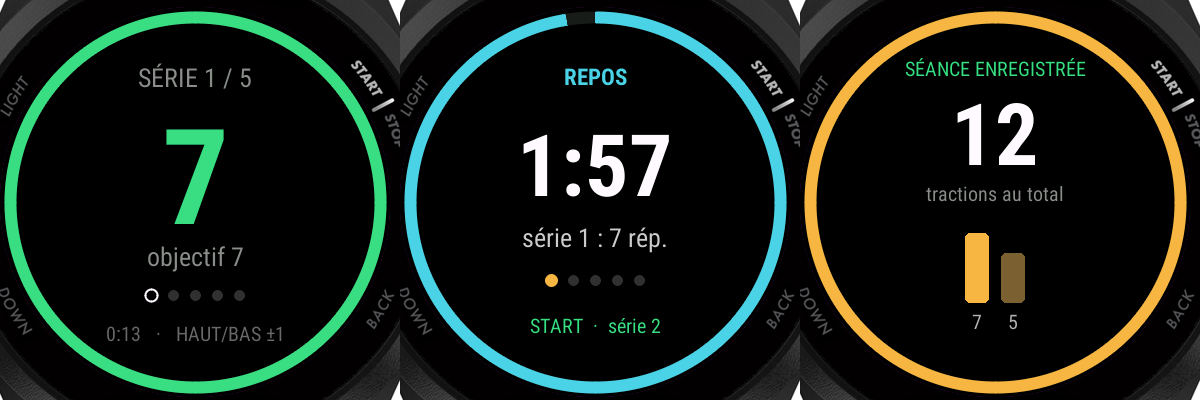 SÉRIE 1 / 5
7
objectif 7
0:13 · HAUT/BAS ±1
LIGHT
START
STOP
DOWN
BACK
REPOS
1:57
série 1 : 7 rép.
START · série 2
LIGHT
START
STOP
DOWN
BACK
SÉANCE ENREGISTRÉE
12
tractions au total
7 5
LIGHT
START
STOP
DOWN
BACK